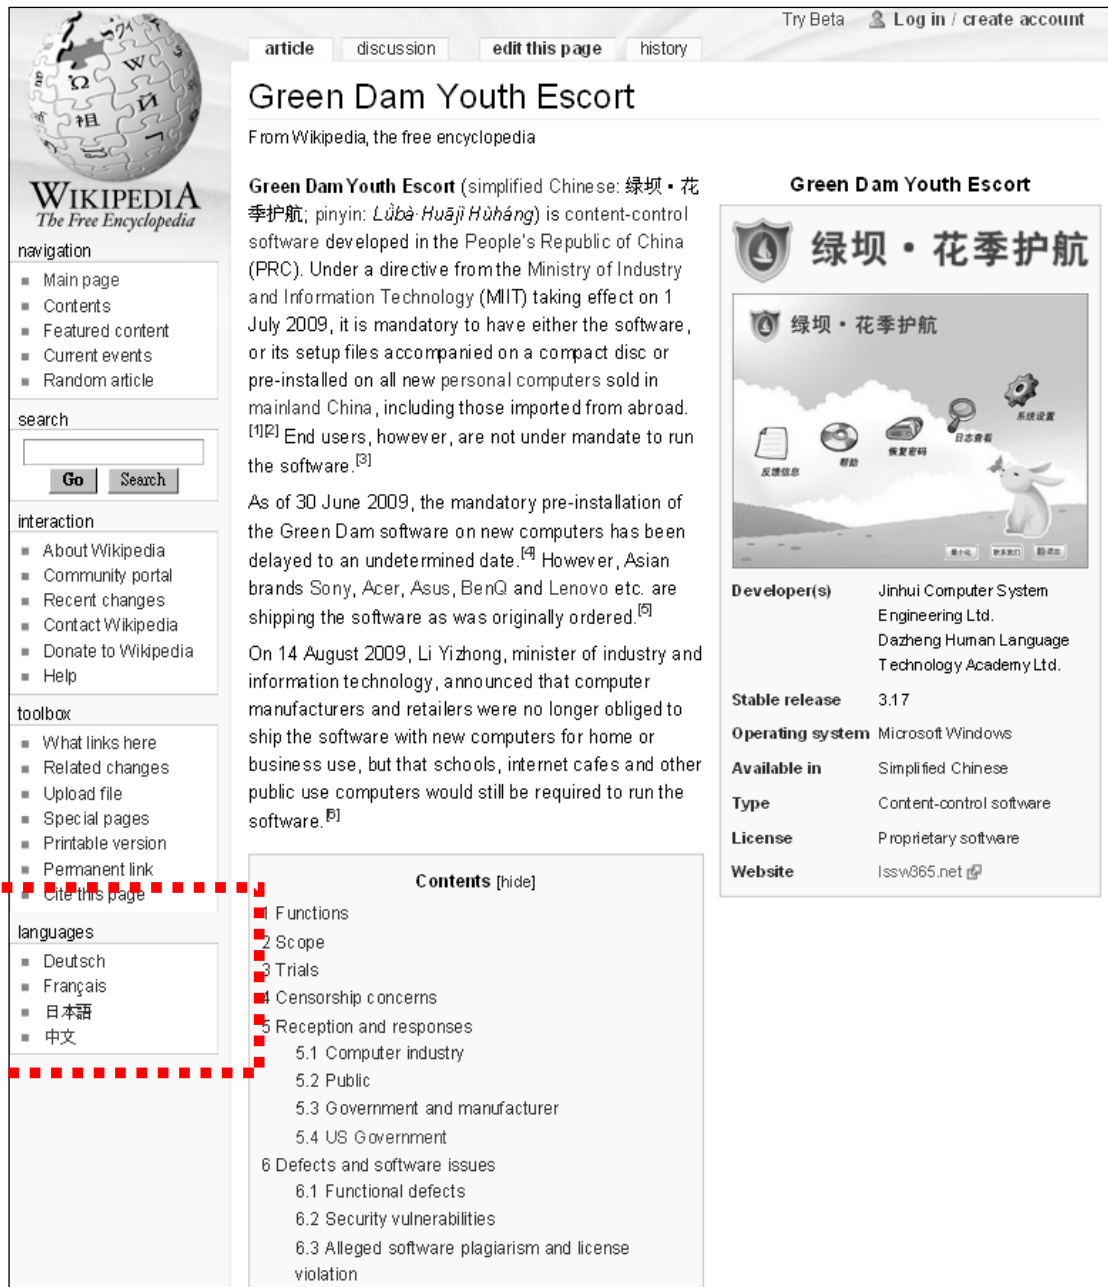 Try Beta
Log in / create account
article
discussion
edit this page
history
WIKIPEDIA
The Free Encyclopedia
navigation
Main page
Contents
Featured content
Current events
Random article
search
Go
Search
interaction
About Wikipedia
Community portal
Recent changes
Contact Wikipedia
Donate to Wikipedia
Help
toolbox
What links here
Related changes
Upload file
Special pages
Printable version
Permanent link
Cite this page
languages
Deutsch
Français
日本語
中文
Green Dam Youth Escort
From Wikipedia, the free encyclopedia
Green Dam Youth Escort (simplified Chinese: 绿坝·花
季护航; pinyin: Lǜbà·Huājì Hùháng) is content-control
software developed in the People's Republic of China
(PRC). Under a directive from the Ministry of Industry
and Information Technology (MIIT) taking effect on 1
July 2009, it is mandatory to have either the software,
or its setup files accompanied on a compact disc or
pre-installed on all new personal computers sold in
mainland China, including those imported from abroad.
[1][2] End users, however, are not under mandate to run
the software.[3]
As of 30 June 2009, the mandatory pre-installation of
the Green Dam software on new computers has been
delayed to an undetermined date.[4] However, Asian
brands Sony, Acer, Asus, BenQ and Lenovo etc. are
shipping the software as was originally ordered.[5]
On 14 August 2009, Li Yizhong, minister of industry and
information technology, announced that computer
manufacturers and retailers were no longer obliged to
ship the software with new computers for home or
business use, but that schools, internet cafes and other
public use computers would still be required to run the
software.[6]
Contents [hide]
1 Functions
2 Scope
3 Trials
4 Censorship concerns
5 Reception and responses
5.1 Computer industry
5.2 Public
5.3 Government and manufacturer
5.4 US Government
6 Defects and software issues
6.1 Functional defects
6.2 Security vulnerabilities
6.3 Alleged software plagiarism and license
violation
Green Dam Youth Escort
绿坝·花季护航
绿坝·花季护航
系统设置
日志查看
恢复密码
帮助
反馈信息
最小化
联系我们
退出
Developer(s)
Jinhui Computer System
Engineering Ltd.
Dazheng Human Language
Technology Academy Ltd.
Stable release
3.17
Operating system
Microsoft Windows
Available in
Simplified Chinese
Type
Content-control software
License
Proprietary software
Website
lssw365.net